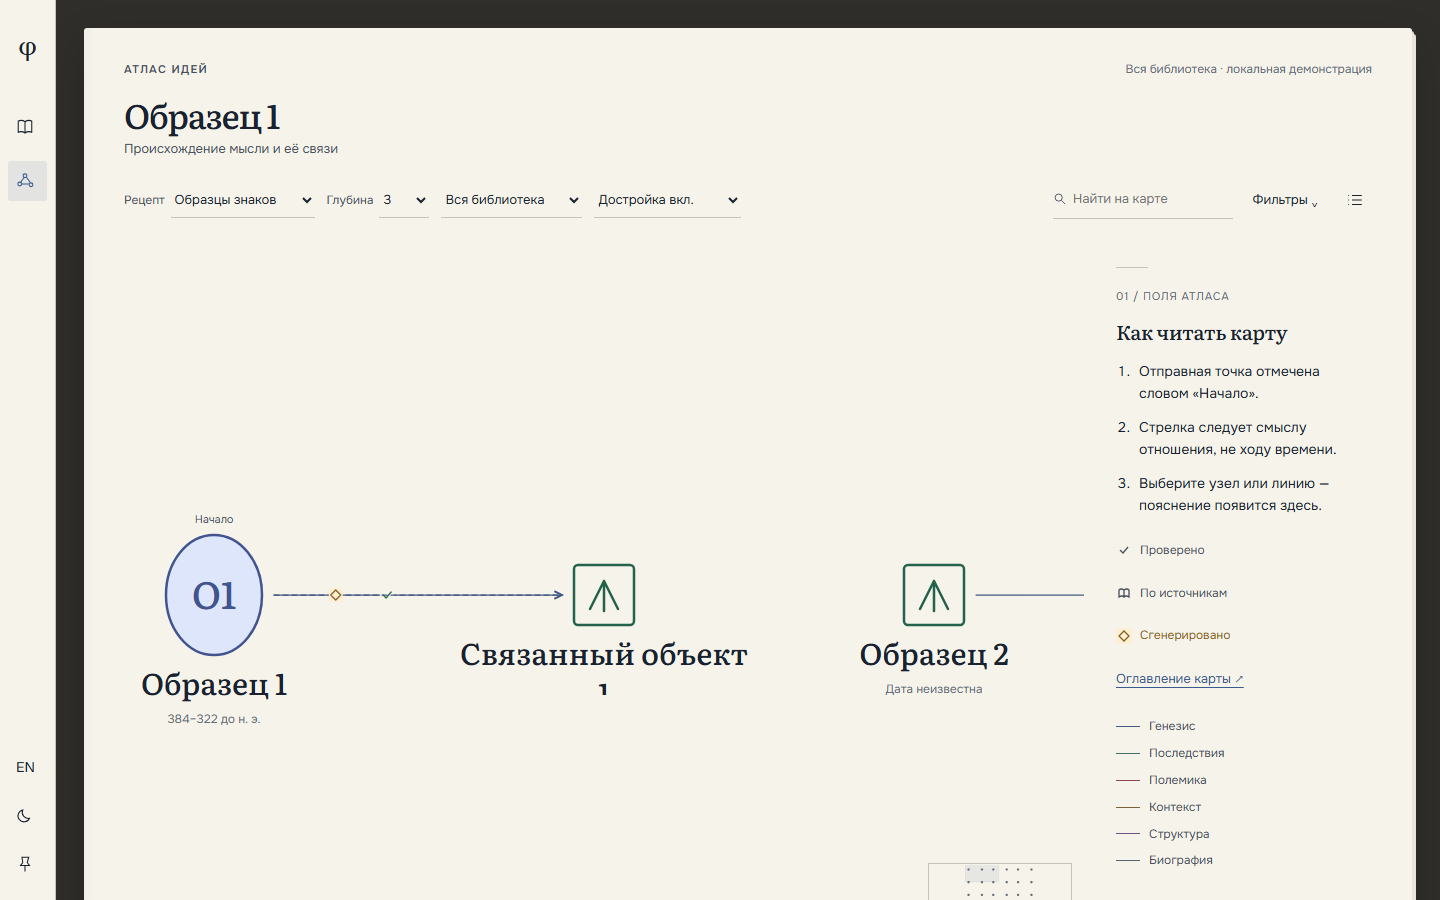 φ
АТЛАС ИДЕЙ
Вся библиотека · локальная демонстрация
Образец 1
Происхождение мысли и её связи
Рецепт Образцы знаков Глубина 3 Вся библиотека Достройка вкл.
Найти на карте Фильтры
01 / ПОЛЯ АТЛАСА
Как читать карту
1. Отправная точка отмечена
словом «Начало».
2. Стрелка следует смыслу
отношения, не ходу времени.
3. Выберите узел или линию —
пояснение появится здесь.
Начало
01
Образец 1
384–322 до н. э.
Связанный объект
1
Образец 2
Дата неизвестна
Проверено
По источникам
Сгенерировано
Оглавление карты ↗
Генезис
Последствия
Полемика
Контекст
Структура
Биография
EN